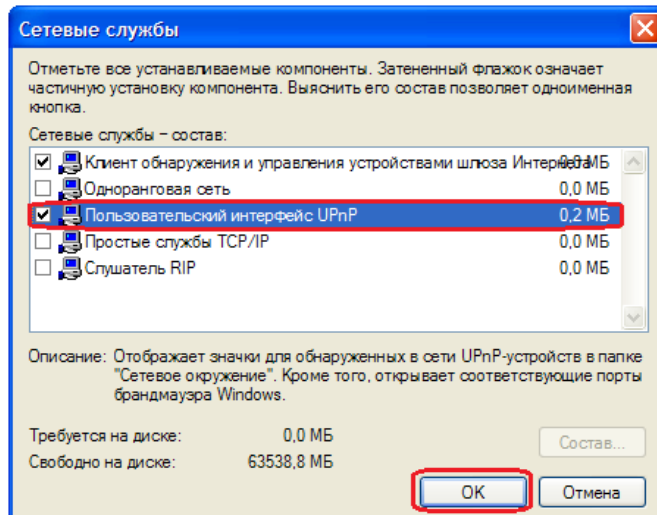 Сетевые службы
Отметьте все устанавливаемые компоненты. Затененный флажок означает
частичную установку компонента. Выяснить его состав позволяет одноименная
кнопка.
Сетевые службы – состав:
Клиент обнаружения и управления устройствами шлюза Интернета 0,0 МБ
Одноранговая сеть 0,0 МБ
Пользовательский интерфейс UPnP 0,2 МБ
Простые службы TCP/IP 0,0 МБ
Слушатель RIP 0,0 МБ
Описание: Отображает значки для обнаруженных в сети UPnP-устройств в папке
"Сетевое окружение". Кроме того, открывает соответствующие порты
брандмауэра Windows.
Требуется на диске: 0,0 МБ
Состав...
Свободно на диске: 63538,8 МБ
OK Отмена